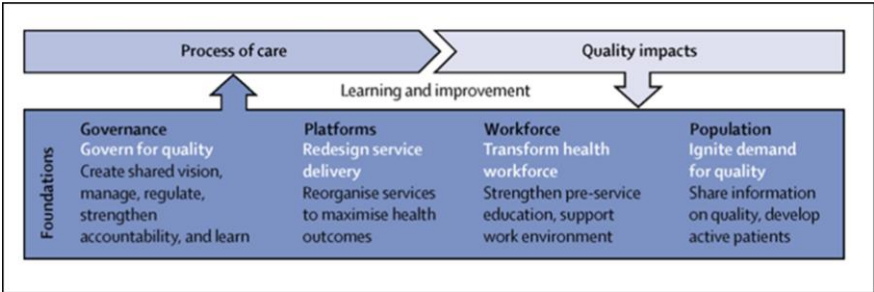 Process of care
Quality impacts
Learning and improvement
Foundations
Governance
Govern for quality
Create shared vision,
manage, regulate,
strengthen
accountability, and learn
Platforms
Redesign service
delivery
Reorganise services
to maximise health
outcomes
Workforce
Transform health
workforce
Strengthen pre-service
education, support
work environment
Population
Ignite demand
for quality
Share information
on quality, develop
active patients